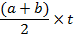 (a + b)
―――― × t
2